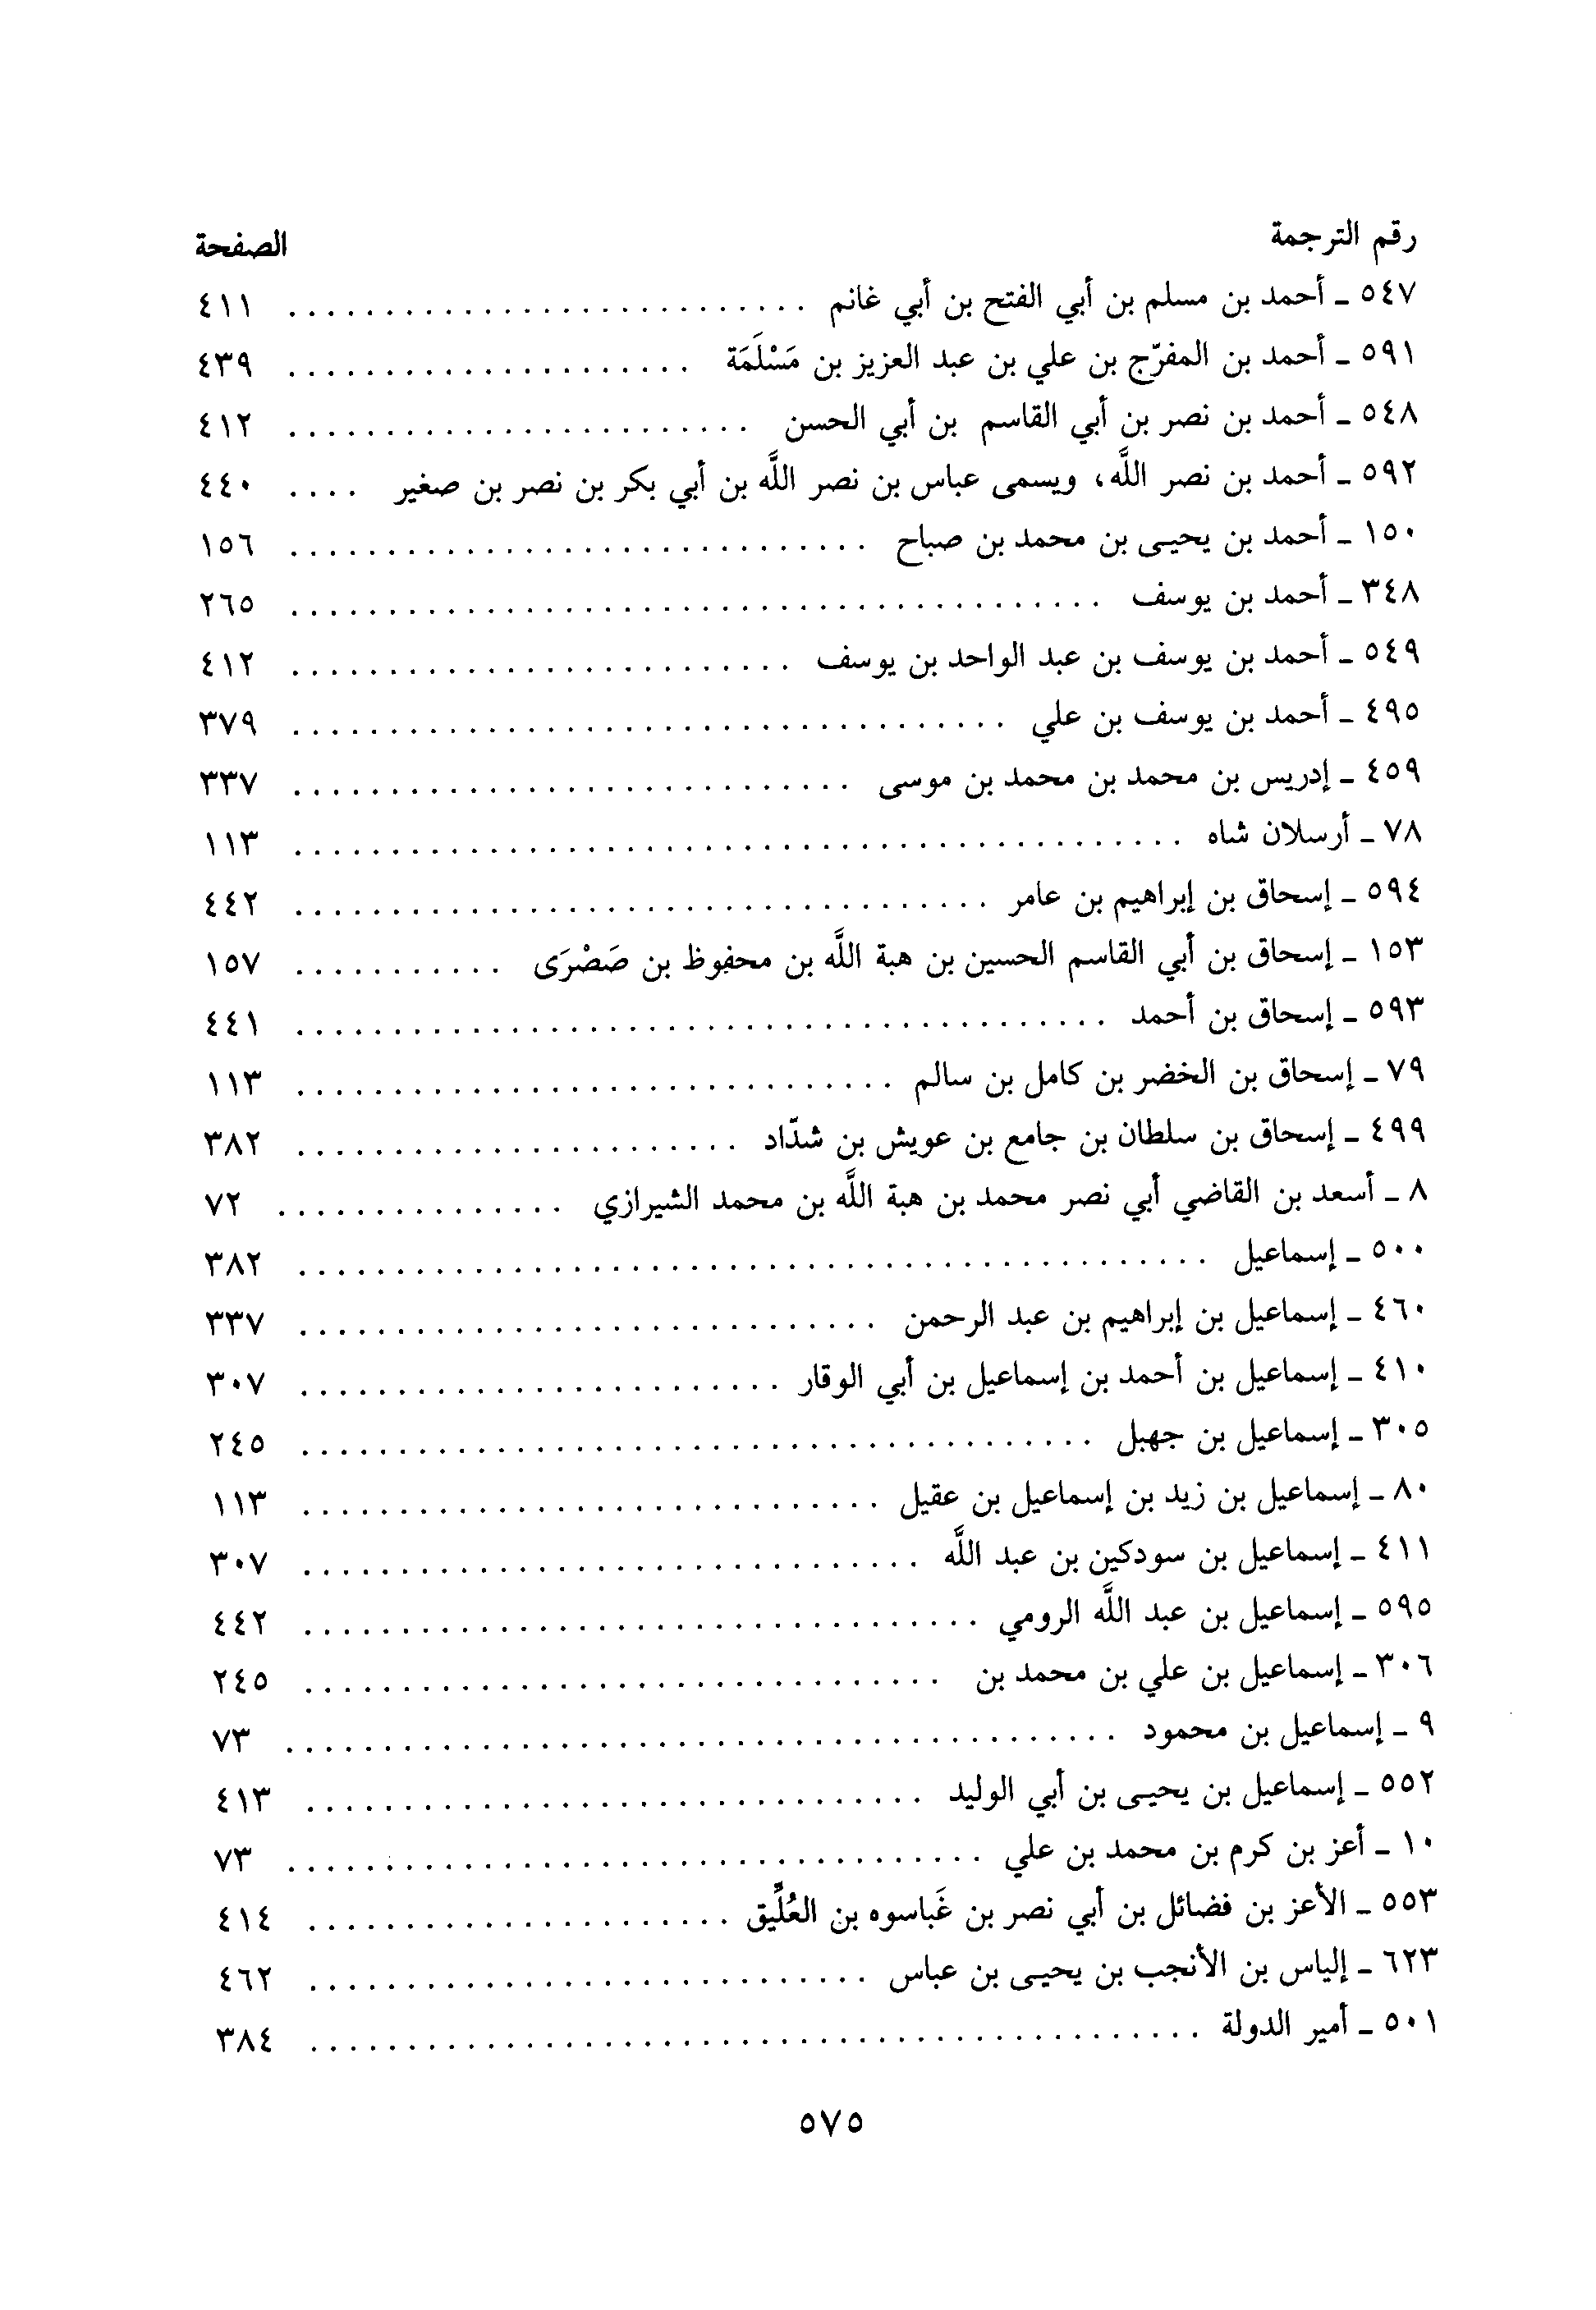 رقم الترجمة الصفحة
٥٤٧ ـ أحمد بن مسلم بن أبي الفتح بن أبي غانم . . . . . . . . . . . . . . . . . . . . . . . . . . ٤١١
٥٩١ ـ أحمد بن المفرّج بن علي بن عبد العزيز بن مَسْلَمَة . . . . . . . . . . . . . . . . . . . . . ٤٣٩
٥٤٨ ـ أحمد بن نصر بن أبي القاسم بن أبي الحسن . . . . . . . . . . . . . . . . . . . . . . . . ٤١٢
٥٩٢ ـ أحمد بن نصر اللَّه، ويسمى عباس بن نصر اللَّه بن أبي بكر بن نصر بن صغير . . . . ٤٤٠
١٥٠ ـ أحمد بن يحيى بن محمد بن صباح . . . . . . . . . . . . . . . . . . . . . . . . . . . . . ١٥٦
٣٤٨ ـ أحمد بن يوسف . . . . . . . . . . . . . . . . . . . . . . . . . . . . . . . . . . . . . . . . . ٢٦٥
٥٤٩ ـ أحمد بن يوسف بن عبد الواحد بن يوسف . . . . . . . . . . . . . . . . . . . . . . . . . ٤١٢
٤٩٥ ـ أحمد بن يوسف بن علي . . . . . . . . . . . . . . . . . . . . . . . . . . . . . . . . . . . . ٣٧٩
٤٥٩ ـ إدريس بن محمد بن محمد بن موسى . . . . . . . . . . . . . . . . . . . . . . . . . . . . ٣٣٧
٧٨ ـ أرسلان شاه . . . . . . . . . . . . . . . . . . . . . . . . . . . . . . . . . . . . . . . . . . . . . ١١٣
٥٩٤ ـ إسحاق بن إبراهيم بن عامر . . . . . . . . . . . . . . . . . . . . . . . . . . . . . . . . . . . ٤٤٢
١٥٣ ـ إسحاق بن أبي القاسم الحسين بن هبة اللَّه بن محفوظ بن صَصْرَى . . . . . . . . . . . ١٥٧
٥٩٣ ـ إسحاق بن أحمد . . . . . . . . . . . . . . . . . . . . . . . . . . . . . . . . . . . . . . . . . ٤٤١
٧٩ ـ إسحاق بن الخضر بن كامل بن سالم . . . . . . . . . . . . . . . . . . . . . . . . . . . . . . ١١٣
٤٩٩ ـ إسحاق بن سلطان بن جامع بن عويش بن شدّاد . . . . . . . . . . . . . . . . . . . . . . ٣٨٢
٨ ـ أسعد بن القاضي أبي نصر محمد بن هبة اللَّه بن محمد الشيرازي . . . . . . . . . . . . . . . ٧٢
٥٠٠ ـ إسماعيل . . . . . . . . . . . . . . . . . . . . . . . . . . . . . . . . . . . . . . . . . . . . . . ٣٨٢
٤٦٠ ـ إسماعيل بن إبراهيم بن عبد الرحمن . . . . . . . . . . . . . . . . . . . . . . . . . . . . . ٣٣٧
٤١٠ ـ إسماعيل بن أحمد بن إسماعيل بن أبي الوقار . . . . . . . . . . . . . . . . . . . . . . . . ٣٠٧
٣٠٥ ـ إسماعيل بن جهبل . . . . . . . . . . . . . . . . . . . . . . . . . . . . . . . . . . . . . . . . ٢٤٥
٨٠ ـ إسماعيل بن زيد بن إسماعيل بن عقيل . . . . . . . . . . . . . . . . . . . . . . . . . . . . . ١١٣
٤١١ ـ إسماعيل بن سودكين بن عبد اللَّه . . . . . . . . . . . . . . . . . . . . . . . . . . . . . . . ٣٠٧
٥٩٥ ـ إسماعيل بن عبد اللَّه الرومي . . . . . . . . . . . . . . . . . . . . . . . . . . . . . . . . . . ٤٤٢
٣٠٦ ـ إسماعيل بن علي بن محمد بن . . . . . . . . . . . . . . . . . . . . . . . . . . . . . . . . ٢٤٥
٩ ـ إسماعيل بن محمود . . . . . . . . . . . . . . . . . . . . . . . . . . . . . . . . . . . . . . . . . . ٧٣
٥٥٢ ـ إسماعيل بن يحيى بن أبي الوليد . . . . . . . . . . . . . . . . . . . . . . . . . . . . . . . ٤١٣
١٠ ـ أعز بن كرم بن محمد بن علي . . . . . . . . . . . . . . . . . . . . . . . . . . . . . . . . . . . ٧٣
٥٥٣ ـ الأعز بن فضائل بن أبي نصر بن غَباسوه بن العُلِّيق . . . . . . . . . . . . . . . . . . . . . ٤١٤
٦٢٣ ـ إلياس بن الأنجب بن يحيى بن عباس . . . . . . . . . . . . . . . . . . . . . . . . . . . . ٤٦٢
٥٠١ ـ أمير الدولة . . . . . . . . . . . . . . . . . . . . . . . . . . . . . . . . . . . . . . . . . . . . . ٣٨٤
٥٧٥